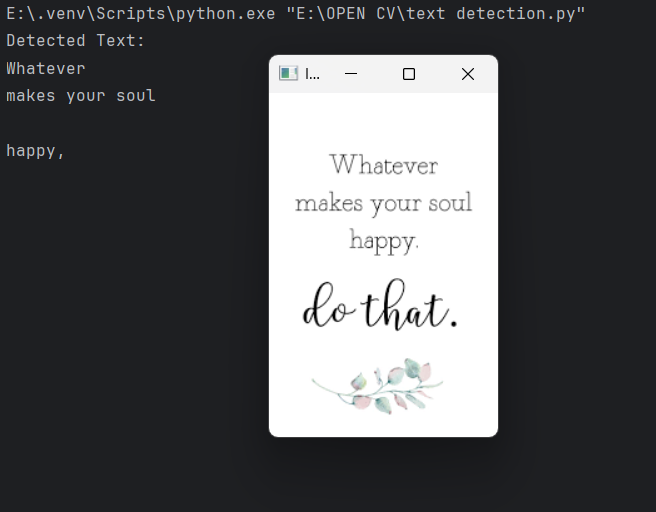 E:\.venv\Scripts\python.exe "E:\OPEN CV\text detection.py"
Detected Text:
Whatever
makes your soul
happy,
I...
Whatever
makes your soul
happy.
do that.